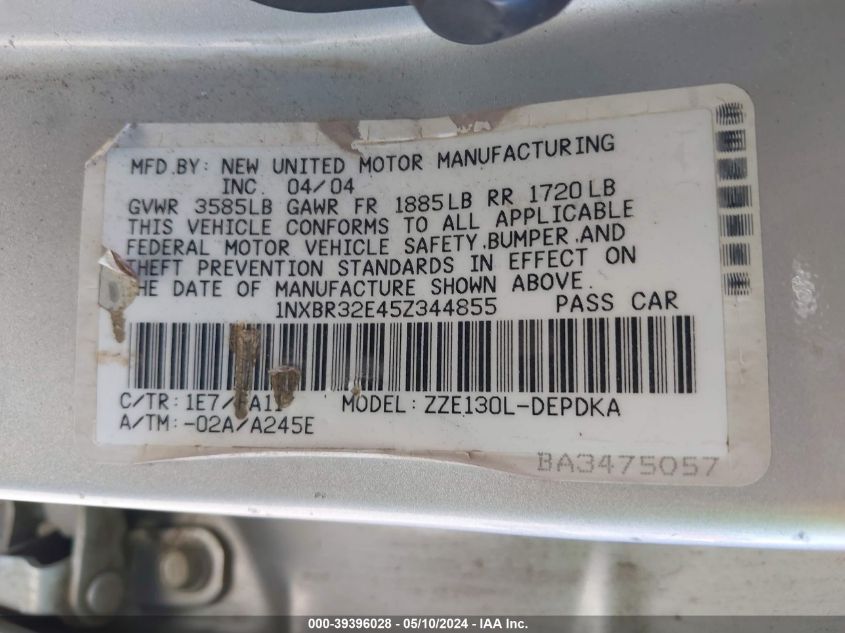 MFD.BY: NEW UNITED MOTOR MANUFACTURING
INC. 04/04
GVWR 3585LB GAWR FR 1885LB RR 1720LB
THIS VEHICLE CONFORMS TO ALL APPLICABLE
FEDERAL MOTOR VEHICLE SAFETY,BUMPER,AND
THEFT PREVENTION STANDARDS IN EFFECT ON
THE DATE OF MANUFACTURE SHOWN ABOVE.
1NXBR32E45Z344855 PASS CAR
C/TR: MODEL: ZZE130L-DEPDKA
A/TM:-02A/A245E
BA3475057
000-39396028 - 05/10/2024 - IAA Inc.